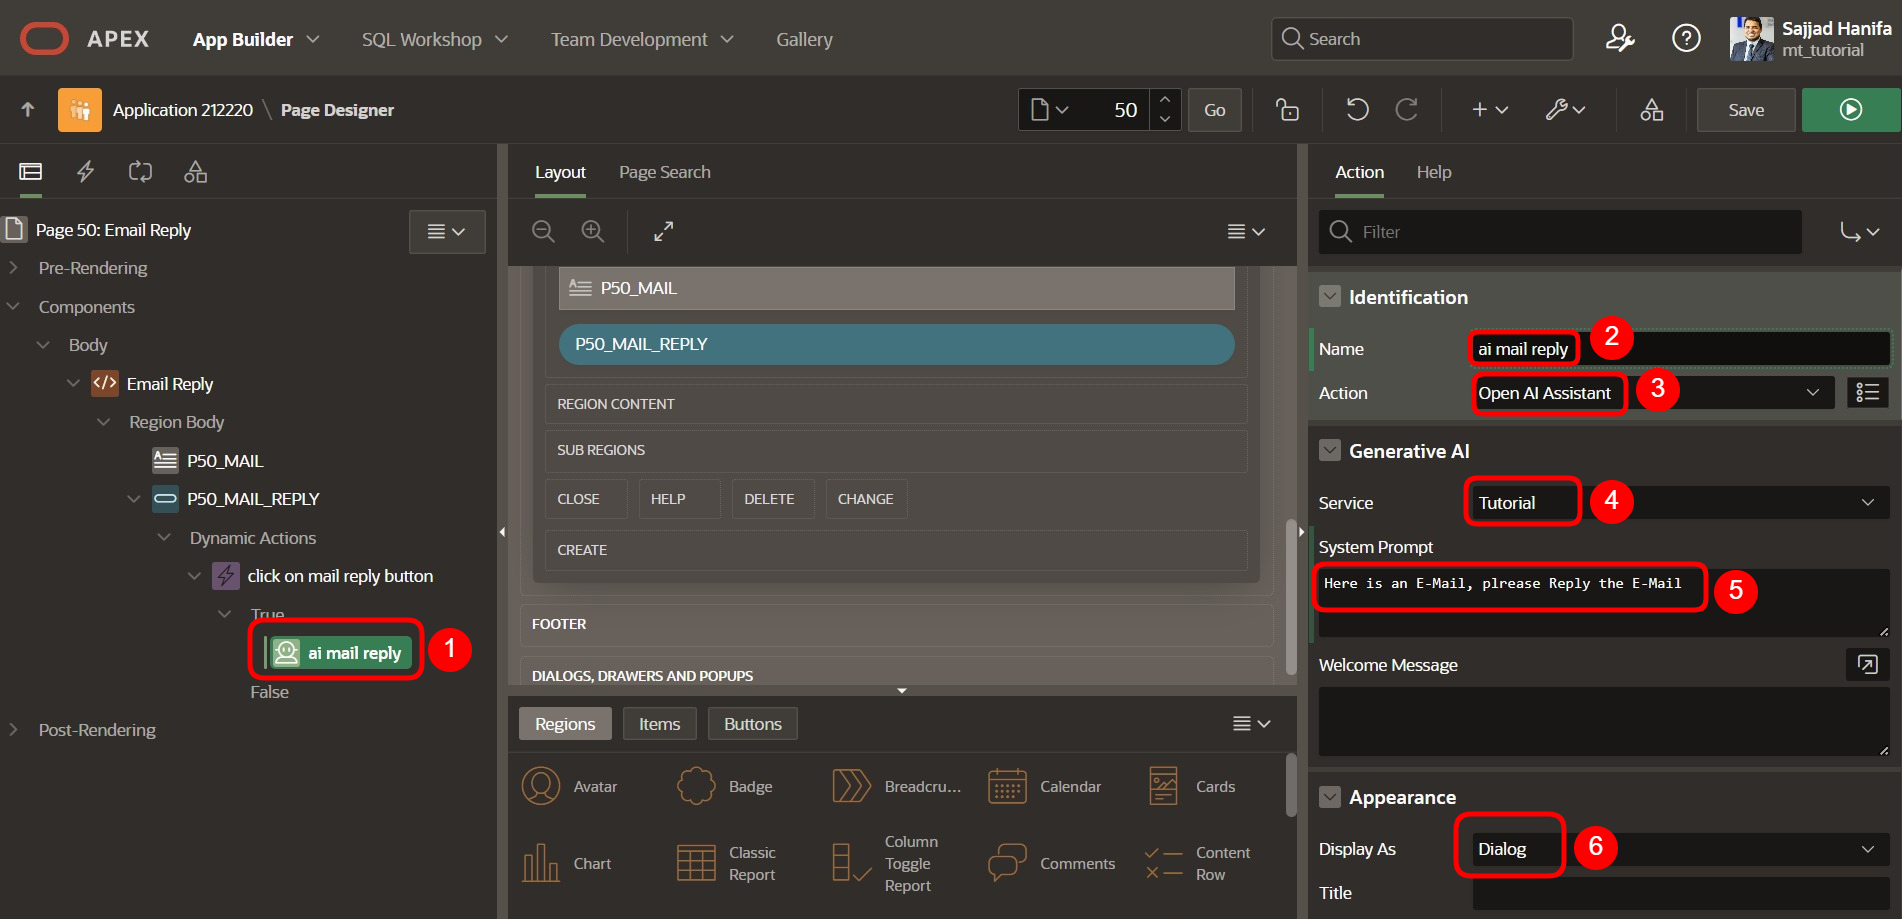 APEX
App Builder
SQL Workshop
Team Development
Gallery
Search
Sajjad Hanifa
mt_tutorial
Application 212220 \ Page Designer
50
Go
Save
Page 50: Email Reply
Pre-Rendering
Components
Body
Email Reply
Region Body
P50_MAIL
P50_MAIL_REPLY
Dynamic Actions
click on mail reply button
True
ai mail reply
1
False
Post-Rendering
Layout
Page Search
P50_MAIL
P50_MAIL_REPLY
REGION CONTENT
SUB REGIONS
CLOSE
HELP
DELETE
CHANGE
CREATE
FOOTER
DIALOGS, DRAWERS AND POPUPS
Regions
Items
Buttons
Avatar
Badge
Breadcru...
Calendar
Cards
Chart
Classic
Report
Column
Toggle
Report
Comments
Content
Row
Action
Help
Filter
Identification
Name
ai mail reply
2
Action
Open AI Assistant
3
Generative AI
Service
Tutorial
4
System Prompt
Here is an E-Mail, plrease Reply the E-Mail
5
Welcome Message
Appearance
Display As
Dialog
6
Title